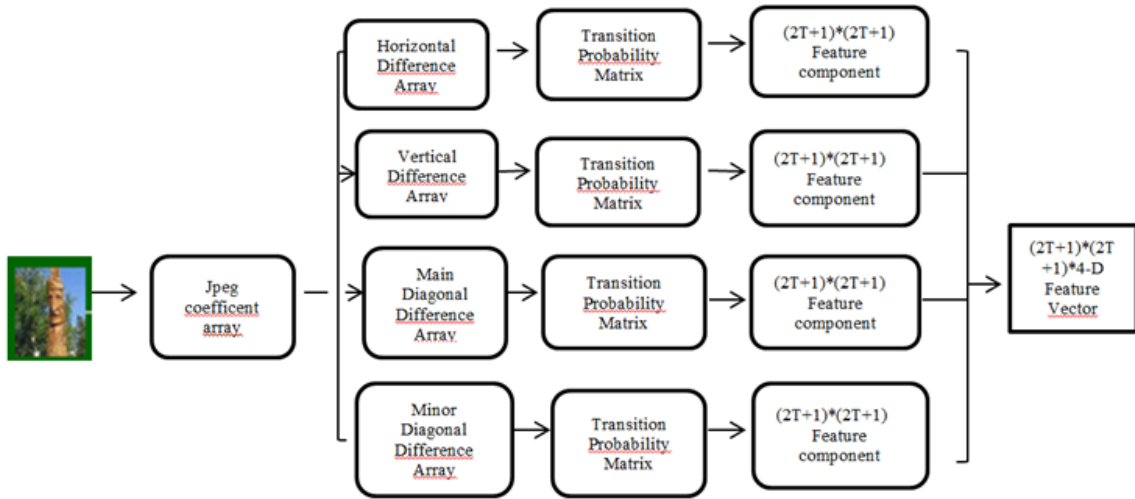 Jpeg
coefficent
array
Horizontal
Difference
Array
Transition
Probability
Matrix
(2T+1)*(2T+1)
Feature
component
Vertical
Difference
Array
Transition
Probability
Matrix
(2T+1)*(2T+1)
Feature
component
Main
Diagonal
Difference
Array
Transition
Probability
Matrix
(2T+1)*(2T+1)
Feature
component
Minor
Diagonal
Difference
Array
Transition
Probability
Matrix
(2T+1)*(2T+1)
Feature
component
(2T+1)*(2T
+1)*4-D
Feature
Vector